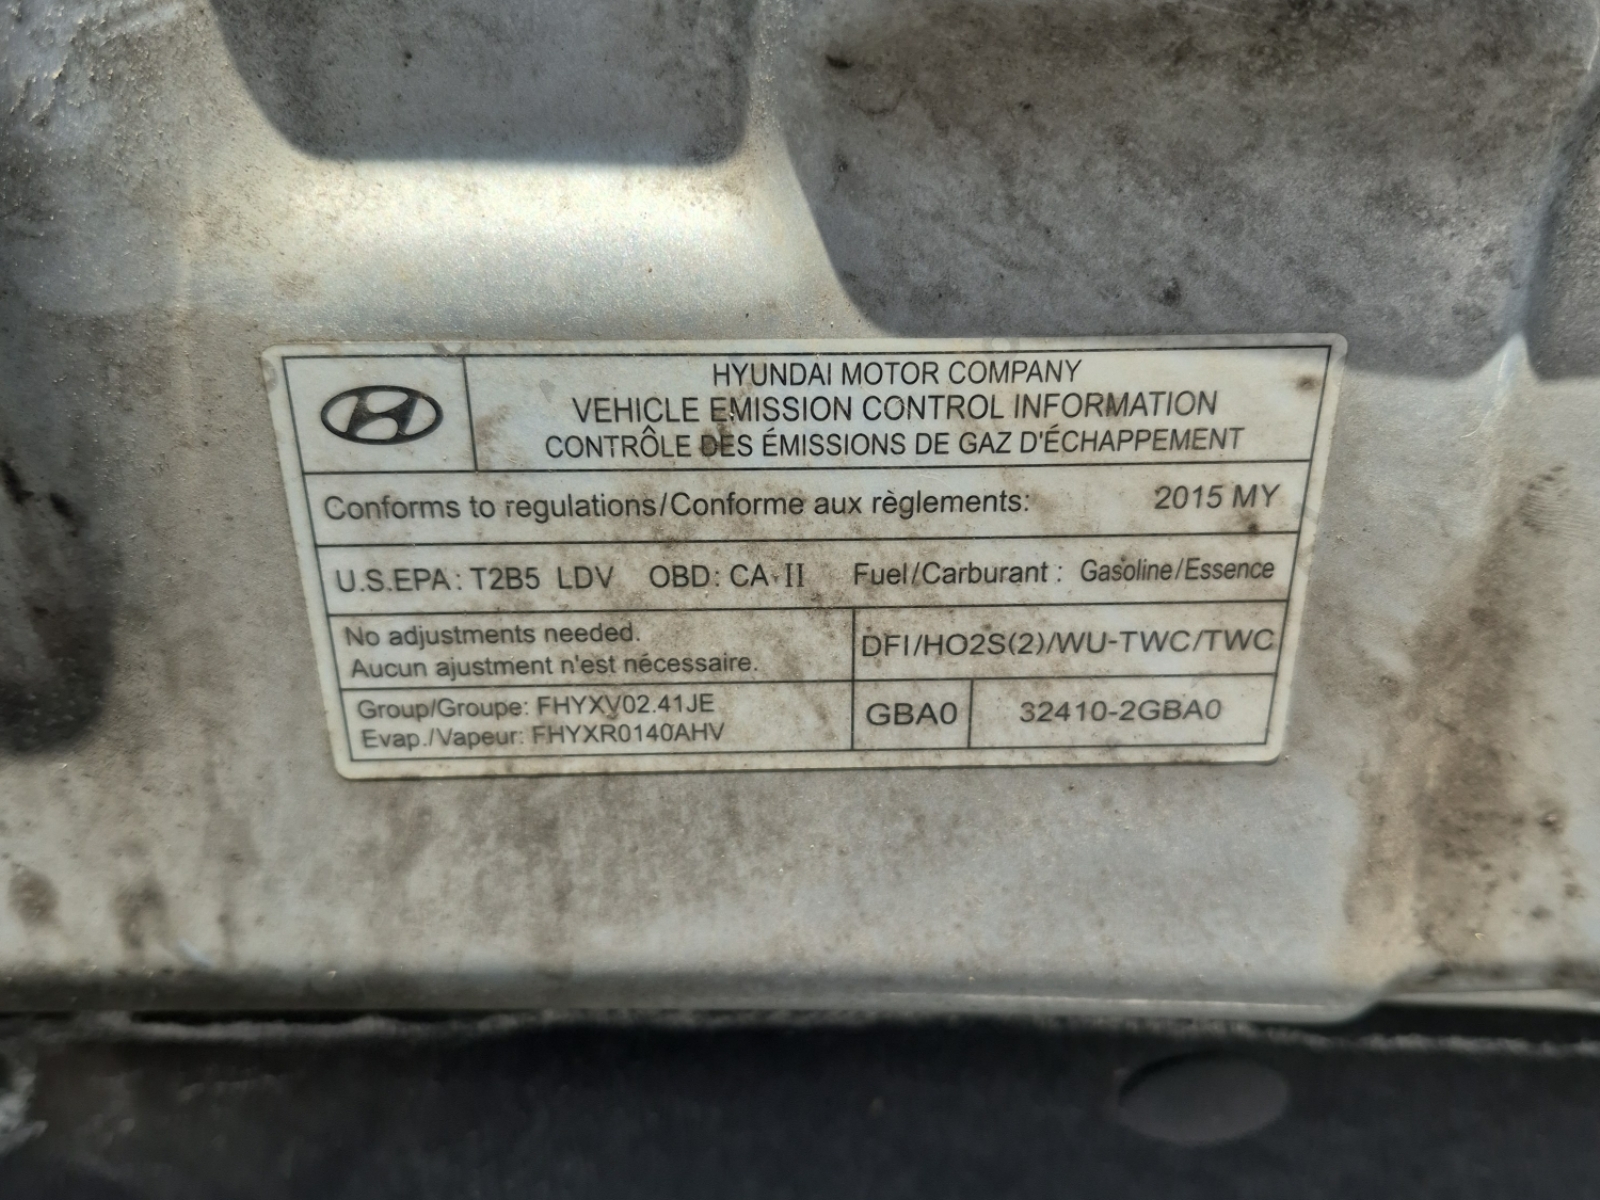 HYUNDAI MOTOR COMPANY
VEHICLE EMISSION CONTROL INFORMATION
CONTRÔLE DES ÉMISSIONS DE GAZ D'ÉCHAPPEMENT
Conforms to regulations/Conforme aux règlements: 2015 MY
U.S.EPA: T2B5 LDV OBD: CA-II Fuel/Carburant : Gasoline/Essence
No adjustments needed.
Aucun ajustment n'est nécessaire.
DFI/HO2S(2)/WU-TWC/TWC
Group/Groupe: FHYXV02.41JE
Evap./Vapeur: FHYXR0140AHV
GBA0 32410-2GBA0